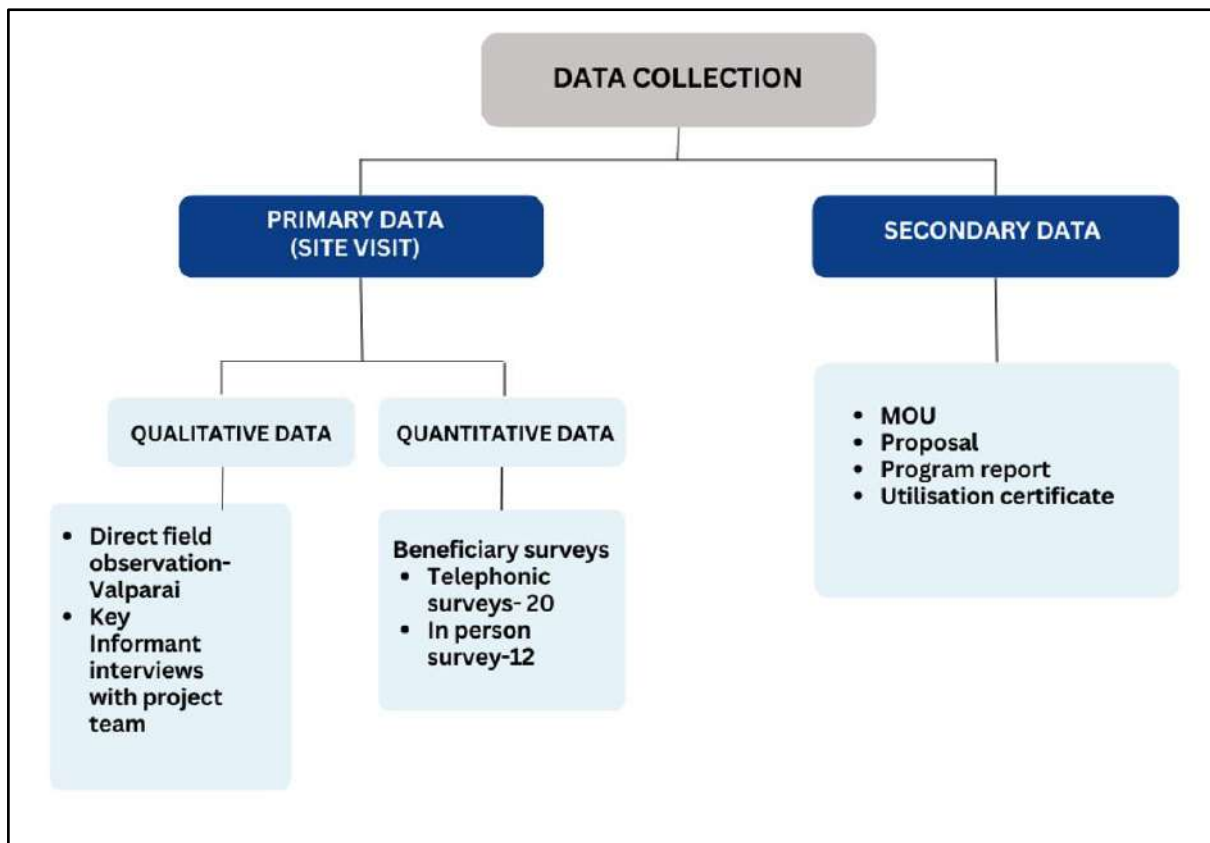 DATA COLLECTION
PRIMARY DATA
(SITE VISIT)
SECONDARY DATA
QUALITATIVE DATA
QUANTITATIVE DATA
• Direct field
observation-
Valparai
• Key
Informant
interviews
with project
team
Beneficiary surveys
• Telephonic
surveys- 20
• In person
survey-12
• MOU
• Proposal
• Program report
• Utilisation certificate